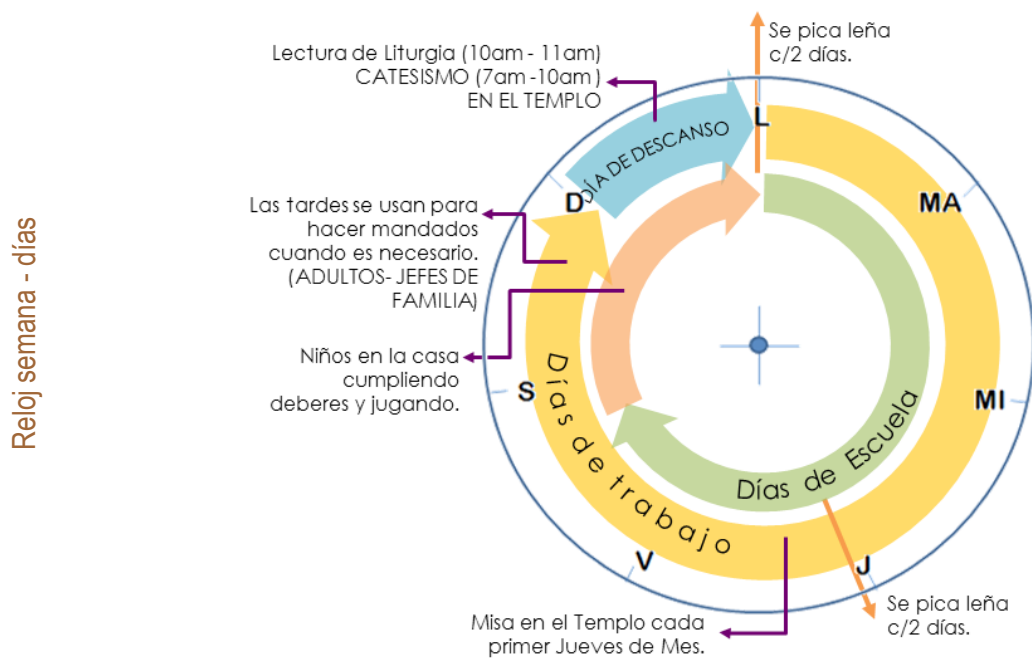 Reloj semana - días
Se pica leña
c/2 días.
Lectura de Liturgia (10am - 11am)
CATESISMO (7am -10am )
EN EL TEMPLO
DÍA DE DESCANSO
L
MA
MI
J
V
S
D
Las tardes se usan para
hacer mandados
cuando es necesario.
(ADULTOS- JEFES DE
FAMILIA)
Niños en la casa
cumpliendo
deberes y jugando.
Días de trabajo
Días de Escuela
Misa en el Templo cada
primer Jueves de Mes.
Se pica leña
c/2 días.